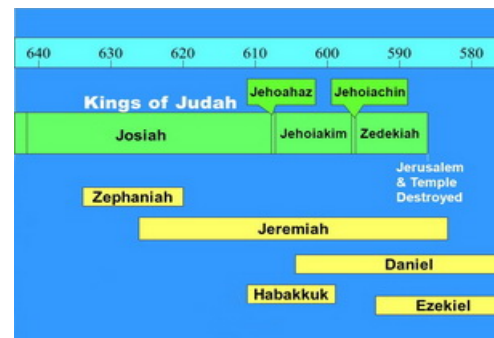 640 630 620 610 600 590 580
Jehoahaz Jehoiachin
Kings of Judah
Josiah Jehoiakim Zedekiah
Jerusalem
& Temple
Destroyed
Zephaniah
Jeremiah
Daniel
Habakkuk
Ezekiel